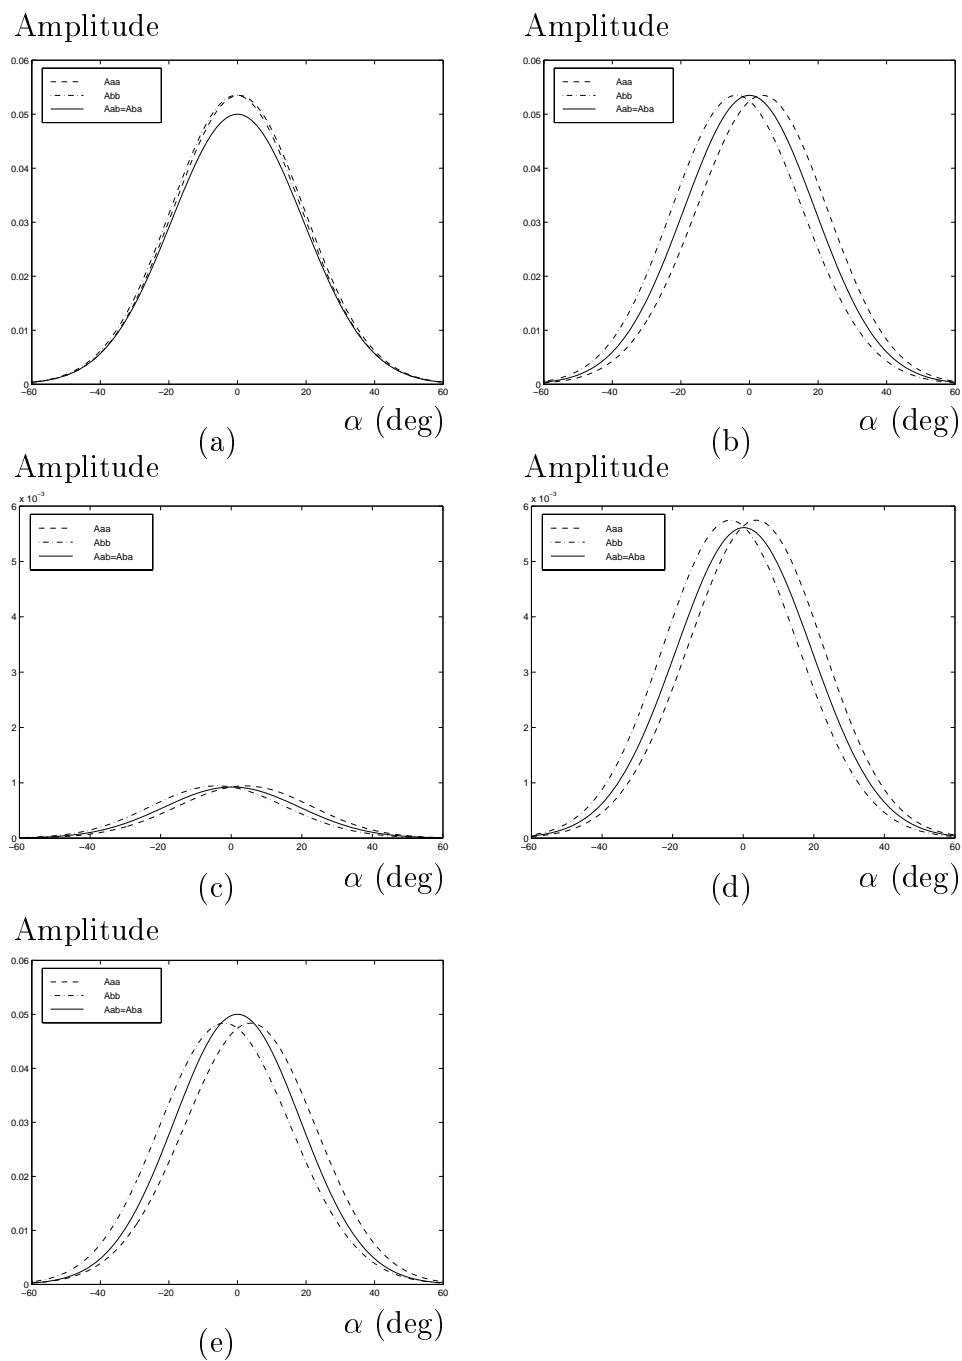 Amplitude
0.06
0.05
0.04
0.03
0.02
0.01
0
Aaa
Abb
Aab=Aba
−60 −40 −20 0 20 40 60
α (deg)
(a)
Amplitude
0.06
0.05
0.04
0.03
0.02
0.01
0
Aaa
Abb
Aab=Aba
−60 −40 −20 0 20 40 60
α (deg)
(b)
Amplitude
x 10⁻³
6
5
4
3
2
1
0
Aaa
Abb
Aab=Aba
−60 −40 −20 0 20 40 60
α (deg)
(c)
Amplitude
x 10⁻³
6
5
4
3
2
1
0
Aaa
Abb
Aab=Aba
−60 −40 −20 0 20 40 60
α (deg)
(d)
Amplitude
0.06
0.05
0.04
0.03
0.02
0.01
0
Aaa
Abb
Aab=Aba
−60 −40 −20 0 20 40 60
α (deg)
(e)